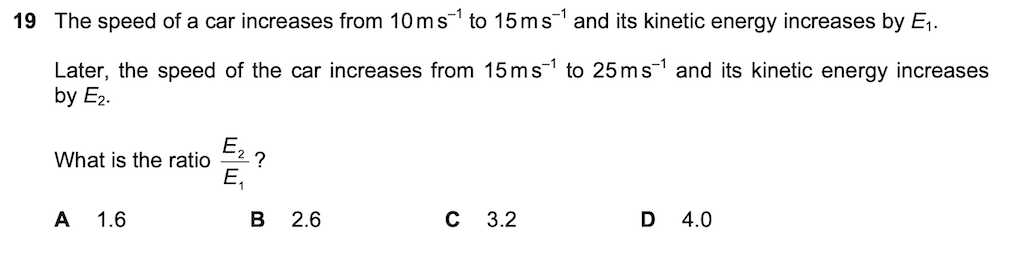 19 The speed of a car increases from 10 m s⁻¹ to 15 m s⁻¹ and its kinetic energy increases by E₁.
Later, the speed of the car increases from 15 m s⁻¹ to 25 m s⁻¹ and its kinetic energy increases
by E₂.
What is the ratio E₂/E₁ ?
A 1.6 B 2.6 C 3.2 D 4.0